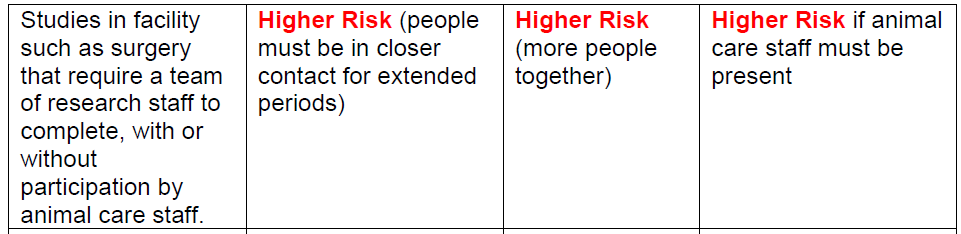 Studies in facility
such as surgery
that require a team
of research staff to
complete, with or
without
participation by
animal care staff.
Higher Risk (people
must be in closer
contact for extended
periods)
Higher Risk
(more people
together)
Higher Risk if animal
care staff must be
present